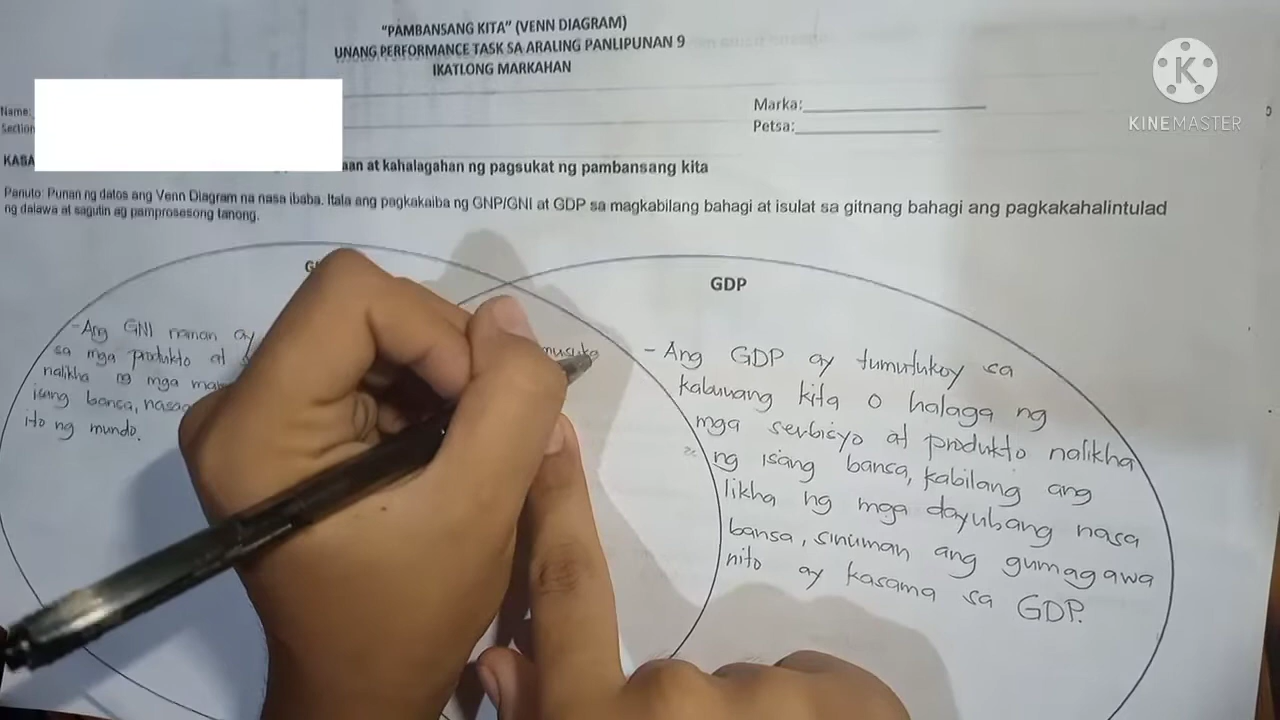 "PAMBANSANG KITA" (VENN DIAGRAM)
UNANG PERFORMANCE TASK SA ARALING PANLIPUNAN 9
IKATLONG MARKAHAN
KINEMASTER
Name:
Marka:
Section
Petsa:
KASA
aan at kahalagahan ng pagsukat ng pambansang kita
Panuto: Punan ng datos ang Venn Diagram na nasa ibaba. Itala ang pagkakaiba ng GNP/GNI at GDP sa magkabilang bahagi at isulat sa gitnang bahagi ang pagkakahalintulad
ng dalawa at sagutin ag pamprosesong tanong.
GDP
-Ang GNI naman ay
sa mga produkto at
nalikha ng mga
isang bansa,
ito ng mundo.
- Ang GDP ay tumutukoy sa
kabuuang kita o halaga ng
mga serbisyo at produkto nalikha
ng isang bansa, kabilang ang
likha ng mga dayuhang nasa
bansa, sinuman ang gumagawa
nito ay kasama sa GDP.